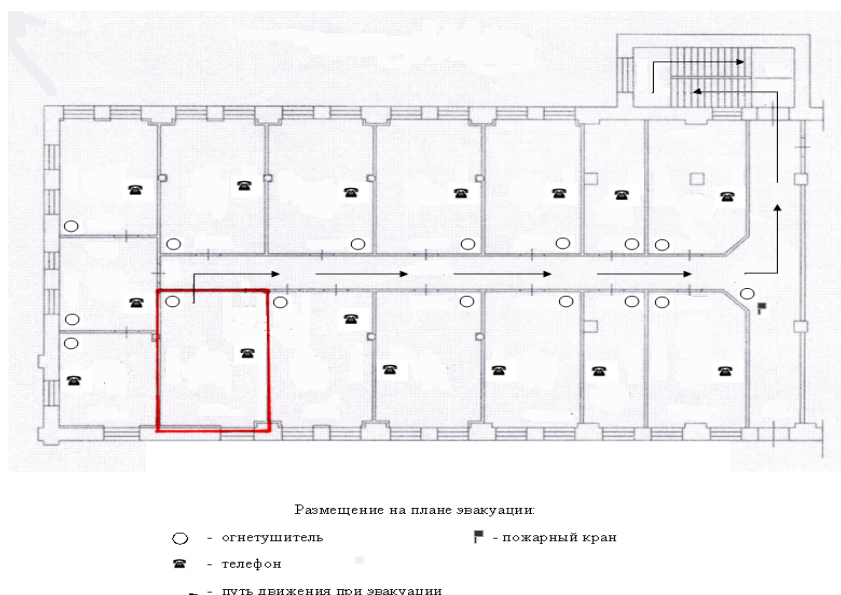 Размещение на плане эвакуации:
- огнетушитель
- пожарный кран
- телефон
- путь движения при эвакуации